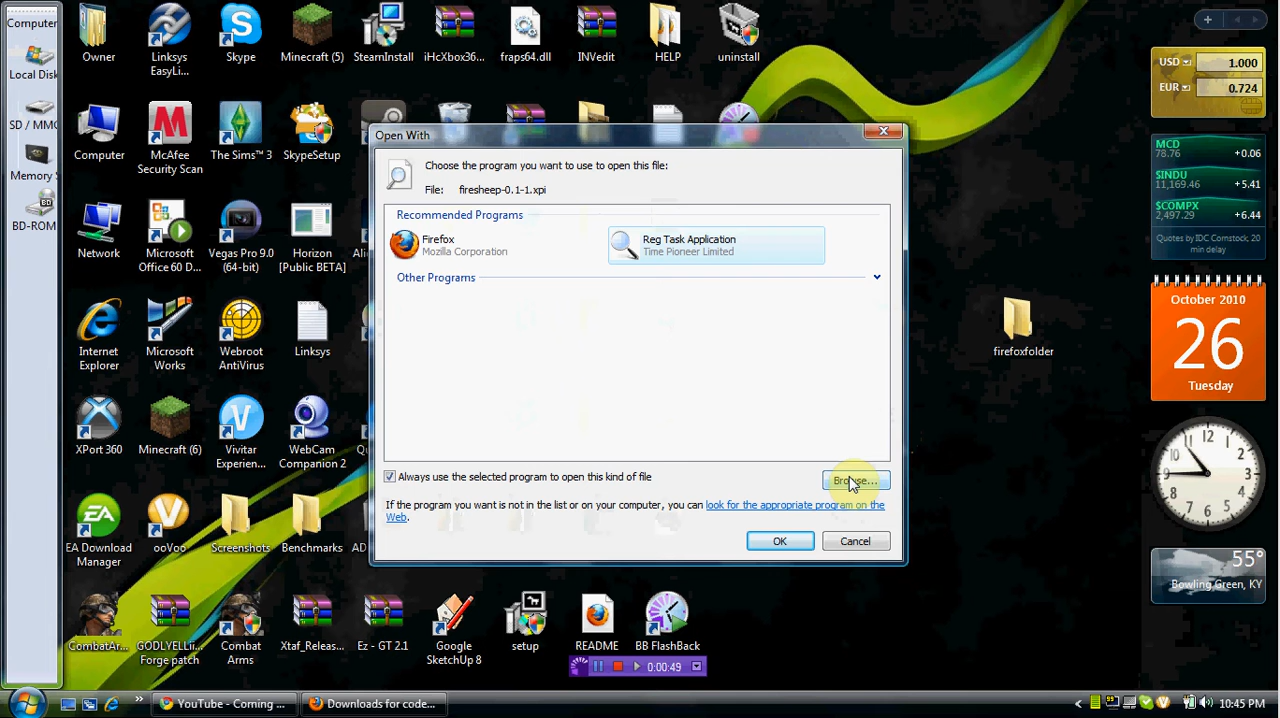 Computer
Local Disk
SD / MMC
Memory S
BD-ROM
Owner
Linksys
EasyLi...
Skype
Minecraft (5)
SteamInstall
iHcXbox36...
fraps64.dll
INVedit
HELP
uninstall
Computer
McAfee
Security Scan
The Sims™ 3
SkypeSetup
Network
Microsoft
Office 60 D...
Vegas Pro 9.0
(64-bit)
Horizon
[Public BETA]
Internet
Explorer
Microsoft
Works
Webroot
AntiVirus
Linksys
XPort 360
Minecraft (6)
Vivitar
Experien...
WebCam
Companion 2
EA Download
Manager
ooVoo
Screenshots
Benchmarks
CombatAr...
GODLYELLi...
Forge patch
Combat
Arms
Xtaf_Releas...
Ez - GT 2.1
Google
SketchUp 8
setup
README
BB FlashBack
0:00:49
Open With
Choose the program you want to use to open this file:
File: firesheep-0.1-1.xpi
Recommended Programs
Firefox
Mozilla Corporation
Reg Task Application
Time Pioneer Limited
Other Programs
Always use the selected program to open this kind of file
Browse...
If the program you want is not in the list or on your computer, you can look for the appropriate program on the
Web.
OK
Cancel
firefoxfolder
USD 1.000
EUR 0.724
MCD
78.76 +0.06
$INDU
11,169.46 +5.41
$COMPX
2,497.29 +6.44
Quotes by IDC Comstock, 20
min delay
October 2010
26
Tuesday
12
3
6
9
55°
Bowling Green, KY
YouTube - Coming ...
Downloads for code...
99
10:45 PM